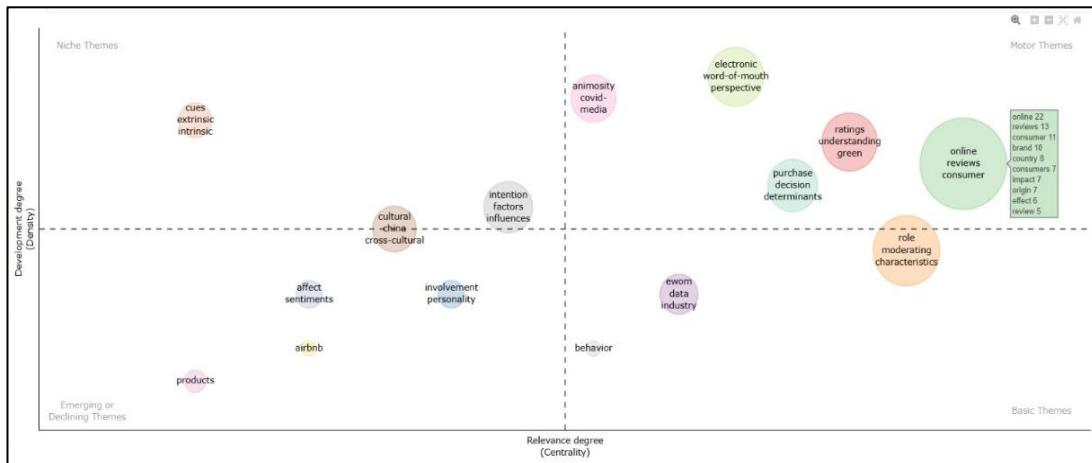 Niche Themes
Motor Themes
electronic
word-of-mouth
perspective
animosity
covid-
media
cues
extrinsic
intrinsic
ratings
understanding
green
online
reviews
consumer
online 22
reviews 13
consumer 11
brand 10
country 8
consumers 7
impact 7
origin 7
effect 6
review 5
purchase
decision
determinants
intention
factors
influences
cultural
-china
cross-cultural
role
moderating
characteristics
affect
sentiments
involvement
personality
ewom
data
industry
airbnb
behavior
products
Emerging or
Declining Themes
Basic Themes
Development degree
(Density)
Relevance degree
(Centrality)